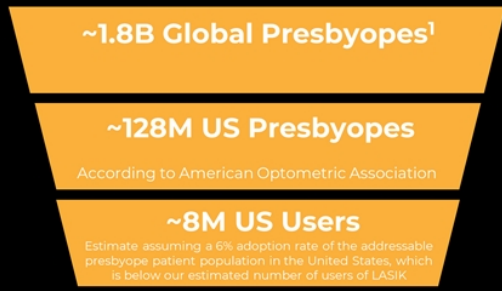 ~1.8B Global Presbyopes¹
~128M US Presbyopes
According to American Optometric Association
~8M US Users
Estimate assuming a 6% adoption rate of the addressable
presbyope patient population in the United States, which
is below our estimated number of users of LASIK